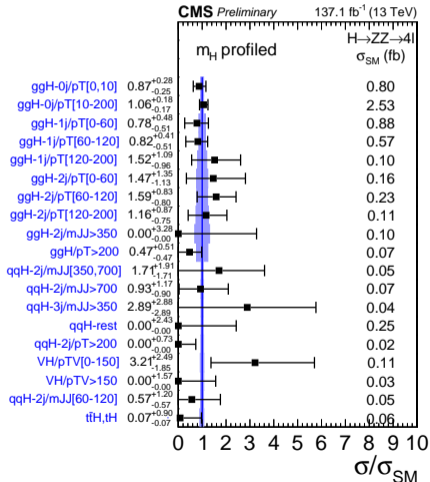 CMS Preliminary 137.1 fb⁻¹ (13 TeV)
m_H profiled H→ZZ→4l
σ_SM (fb)
ggH-0j/pT[0,10] 0.87 +0.28 -0.25 0.80
ggH-0j/pT[10-200] 1.06 +0.18 -0.17 2.53
ggH-1j/pT[0-60] 0.78 +0.48 -0.51 0.88
ggH-1j/pT[60-120] 0.82 +0.41 -0.51 0.57
ggH-1j/pT[120-200] 1.52 +1.09 -0.96 0.10
ggH-2j/pT[0-60] 1.47 +1.35 -1.13 0.16
ggH-2j/pT[60-120] 1.59 +0.83 -0.80 0.23
ggH-2j/pT[120-200] 1.16 +0.87 -0.75 0.11
ggH-2j/mJJ>350 0.00 +3.28 -0.00 0.10
ggH/pT>200 0.47 +0.51 -0.47 0.07
qqH-2j/mJJ[350,700] 1.71 +1.91 -1.71 0.05
qqH-2j/mJJ>700 0.93 +1.17 -0.90 0.07
qqH-3j/mJJ>350 2.89 +2.88 -2.89 0.04
qqH-rest 0.00 +2.43 -0.00 0.25
qqH-2j/pT>200 0.00 +0.73 -0.00 0.02
VH/pTV[0-150] 3.21 +2.49 -1.85 0.11
VH/pTV>150 0.00 +1.57 -0.00 0.03
qqH-2j/mJJ[60-120] 0.57 +1.20 -0.57 0.05
tt̄H,tH 0.07 +0.90 -0.07 0.06
0 1 2 3 4 5 6 7 8 9 10
σ/σ_SM